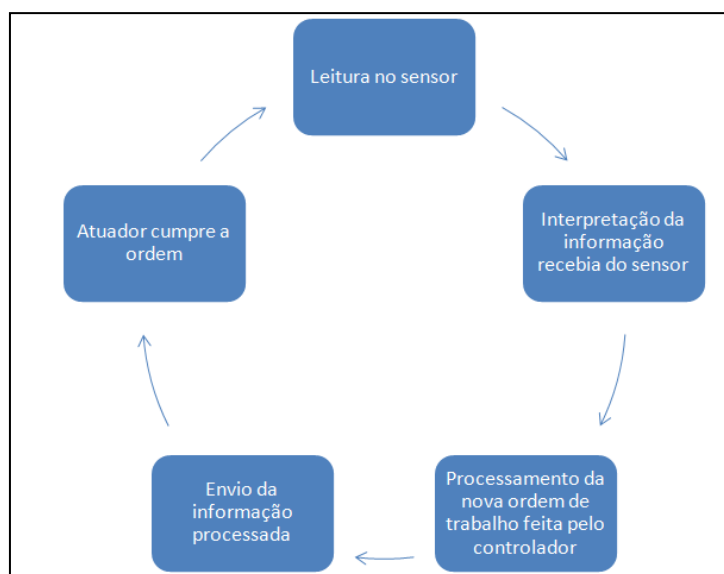 Leitura no sensor
Interpretação da
informação
recebia do sensor
Processamento da
nova ordem de
trabalho feita pelo
controlador
Envio da
informação
processada
Atuador cumpre a
ordem